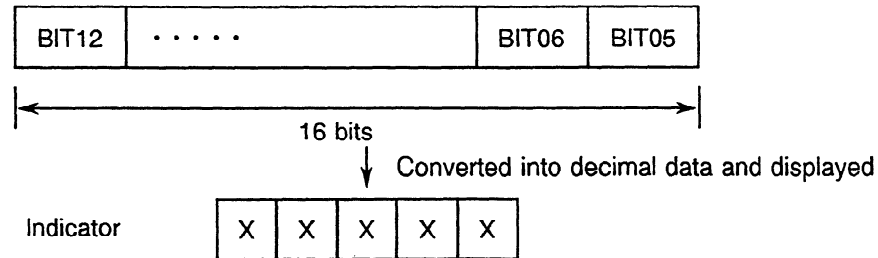 BIT12 ..... BIT06 BIT05
16 bits
Converted into decimal data and displayed
Indicator X X X X X